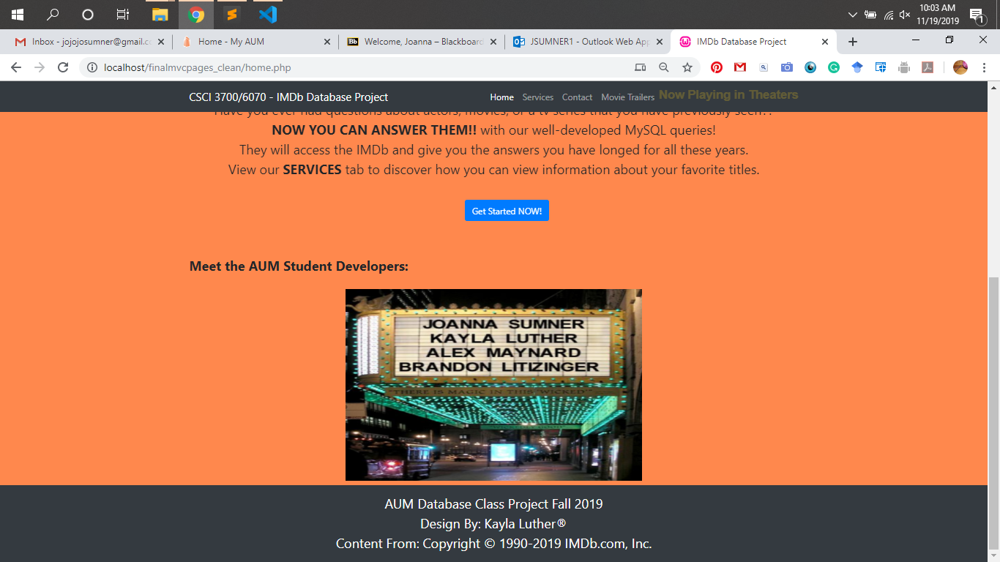 10:03 AM
11/19/2019
1
Inbox - jojojosumner@gmail.c
Home - My AUM
Bb
Welcome, Joanna – Blackboard
JSUMNER1 - Outlook Web App
IMDb Database Project
localhost/finalmvcpages_clean/home.php
CSCI 3700/6070 - IMDb Database Project
Home
Services
Contact
Movie Trailers
Now Playing in Theaters
Have you ever had questions about actors, movies, or a tv series that you have previously seen??
NOW YOU CAN ANSWER THEM!! with our well-developed MySQL queries!
They will access the IMDb and give you the answers you have longed for all these years.
View our SERVICES tab to discover how you can view information about your favorite titles.
Get Started NOW!
Meet the AUM Student Developers:
JOANNA SUMNER
KAYLA LUTHER
ALEX MAYNARD
BRANDON LITIZINGER
"THERE IS MAGIC IN THIS 'WICKED'"
AUM Database Class Project Fall 2019
Design By: Kayla Luther®
Content From: Copyright © 1990-2019 IMDb.com, Inc.